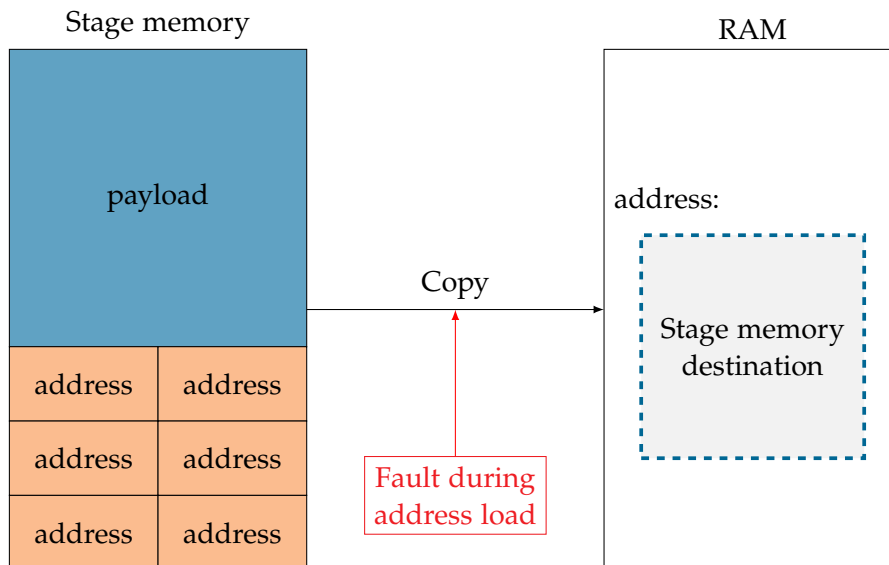 Stage memory
RAM
payload
address:
Copy
Stage memory
destination
address address
address address
address address
Fault during
address load